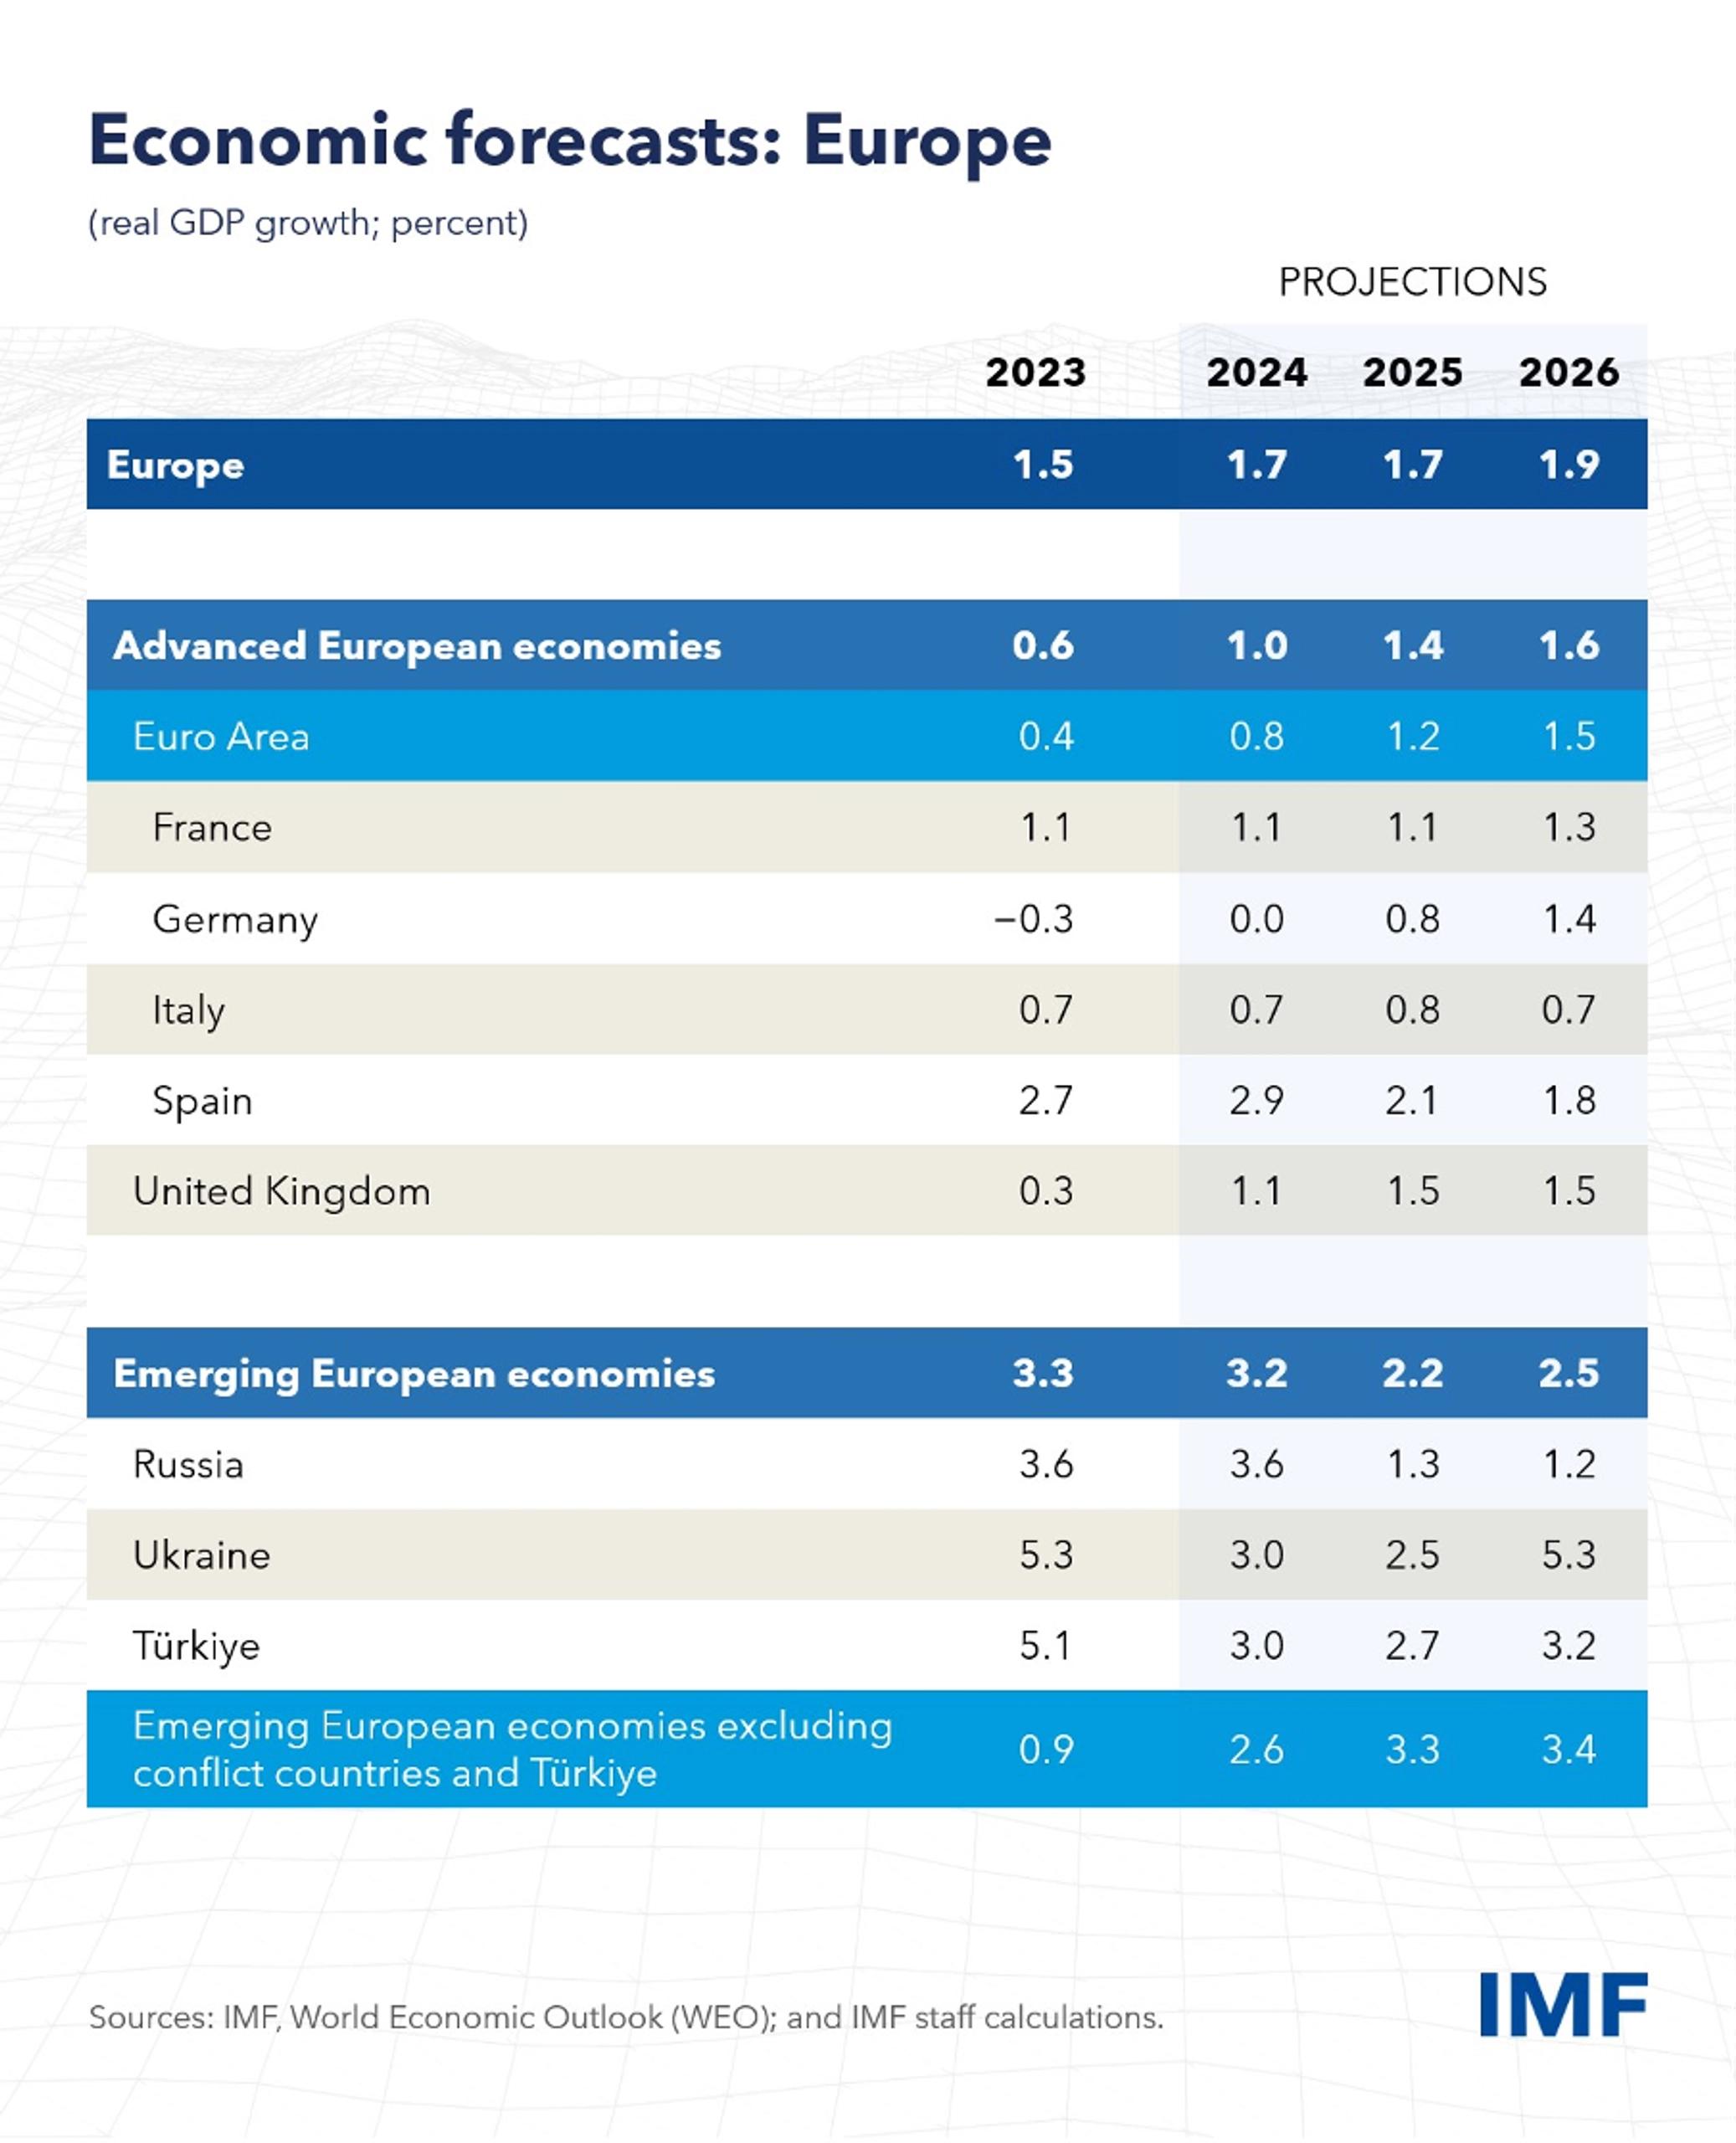 Economic forecasts: Europe
(real GDP growth; percent)
PROJECTIONS
2023 2024 2025 2026
Europe 1.5 1.7 1.7 1.9
Advanced European economies 0.6 1.0 1.4 1.6
Euro Area 0.4 0.8 1.2 1.5
France 1.1 1.1 1.1 1.3
Germany −0.3 0.0 0.8 1.4
Italy 0.7 0.7 0.8 0.7
Spain 2.7 2.9 2.1 1.8
United Kingdom 0.3 1.1 1.5 1.5
Emerging European economies 3.3 3.2 2.2 2.5
Russia 3.6 3.6 1.3 1.2
Ukraine 5.3 3.0 2.5 5.3
Türkiye 5.1 3.0 2.7 3.2
Emerging European economies excluding
conflict countries and Türkiye 0.9 2.6 3.3 3.4
Sources: IMF, World Economic Outlook (WEO); and IMF staff calculations.
IMF